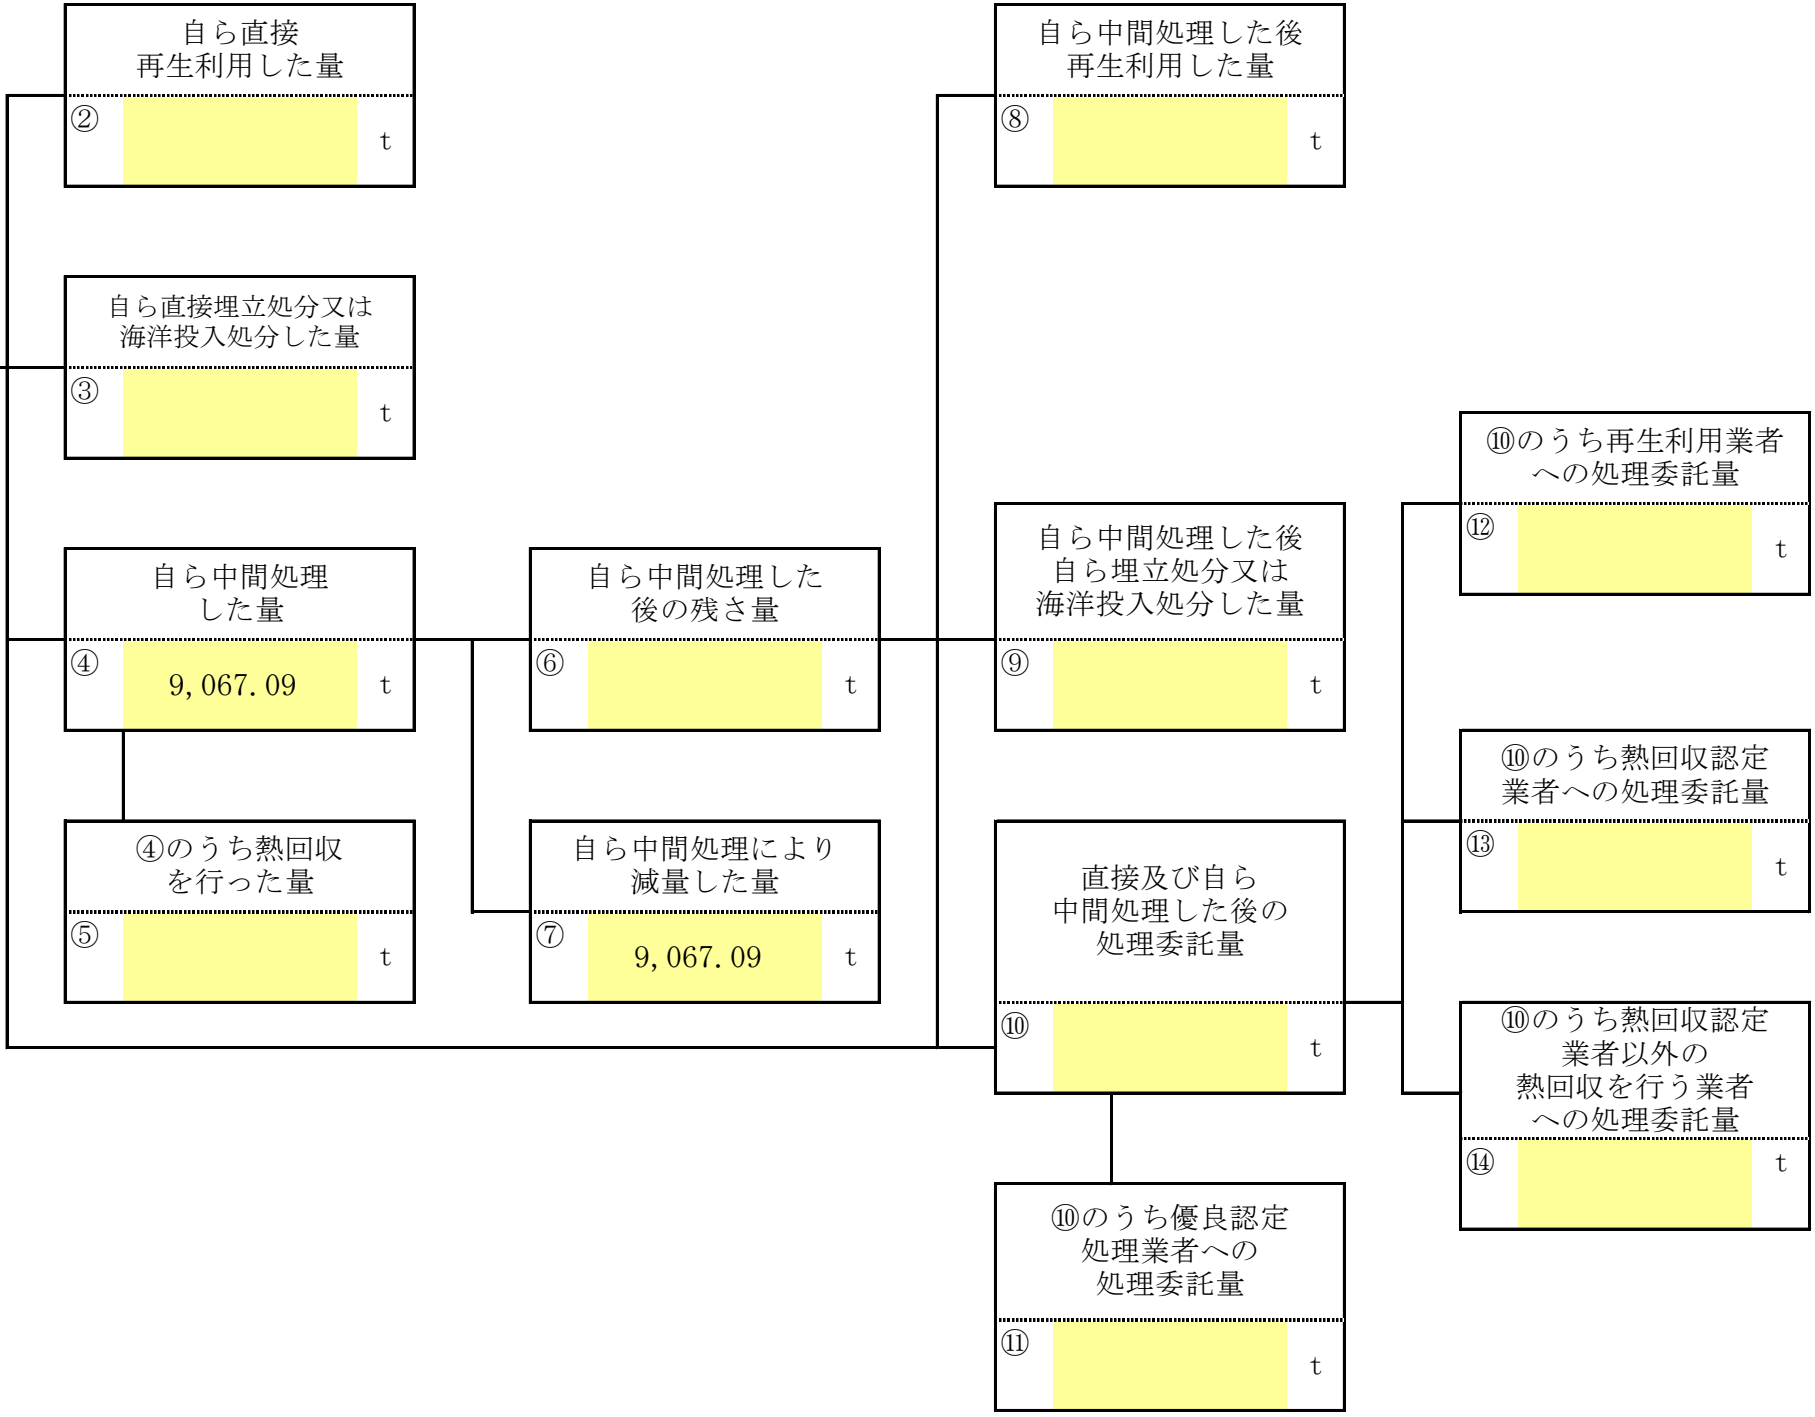 自ら直接
再生利用した量
②
t
自ら中間処理した後
再生利用した量
⑧
t
自ら直接埋立処分又は
海洋投入処分した量
③
t
⑩のうち再生利用業者
への処理委託量
⑫
t
自ら中間処理
した量
④
9,067.09
t
自ら中間処理した
後の残さ量
⑥
t
自ら中間処理した後
自ら埋立処分又は
海洋投入処分した量
⑨
t
⑩のうち熱回収認定
業者への処理委託量
⑬
t
④のうち熱回収
を行った量
⑤
t
自ら中間処理により
減量した量
⑦
9,067.09
t
直接及び自ら
中間処理した後の
処理委託量
⑩
t
⑩のうち熱回収認定
業者以外の
熱回収を行う業者
への処理委託量
⑭
t
⑩のうち優良認定
処理業者への
処理委託量
⑪
t